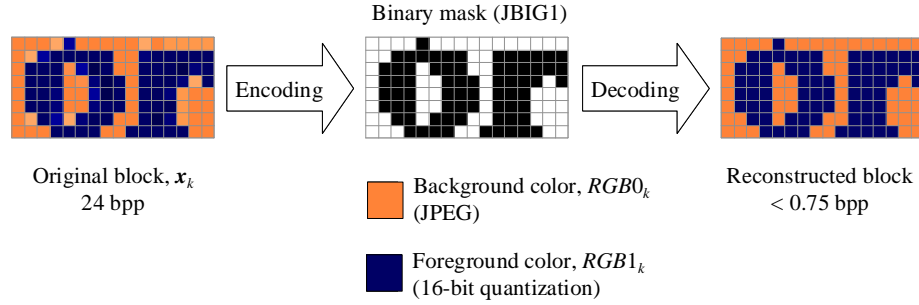 Binary mask (JBIG1)
Encoding
Decoding
Original block, x_k
24 bpp
Background color, RGB0_k
(JPEG)
Reconstructed block
< 0.75 bpp
Foreground color, RGB1_k
(16-bit quantization)